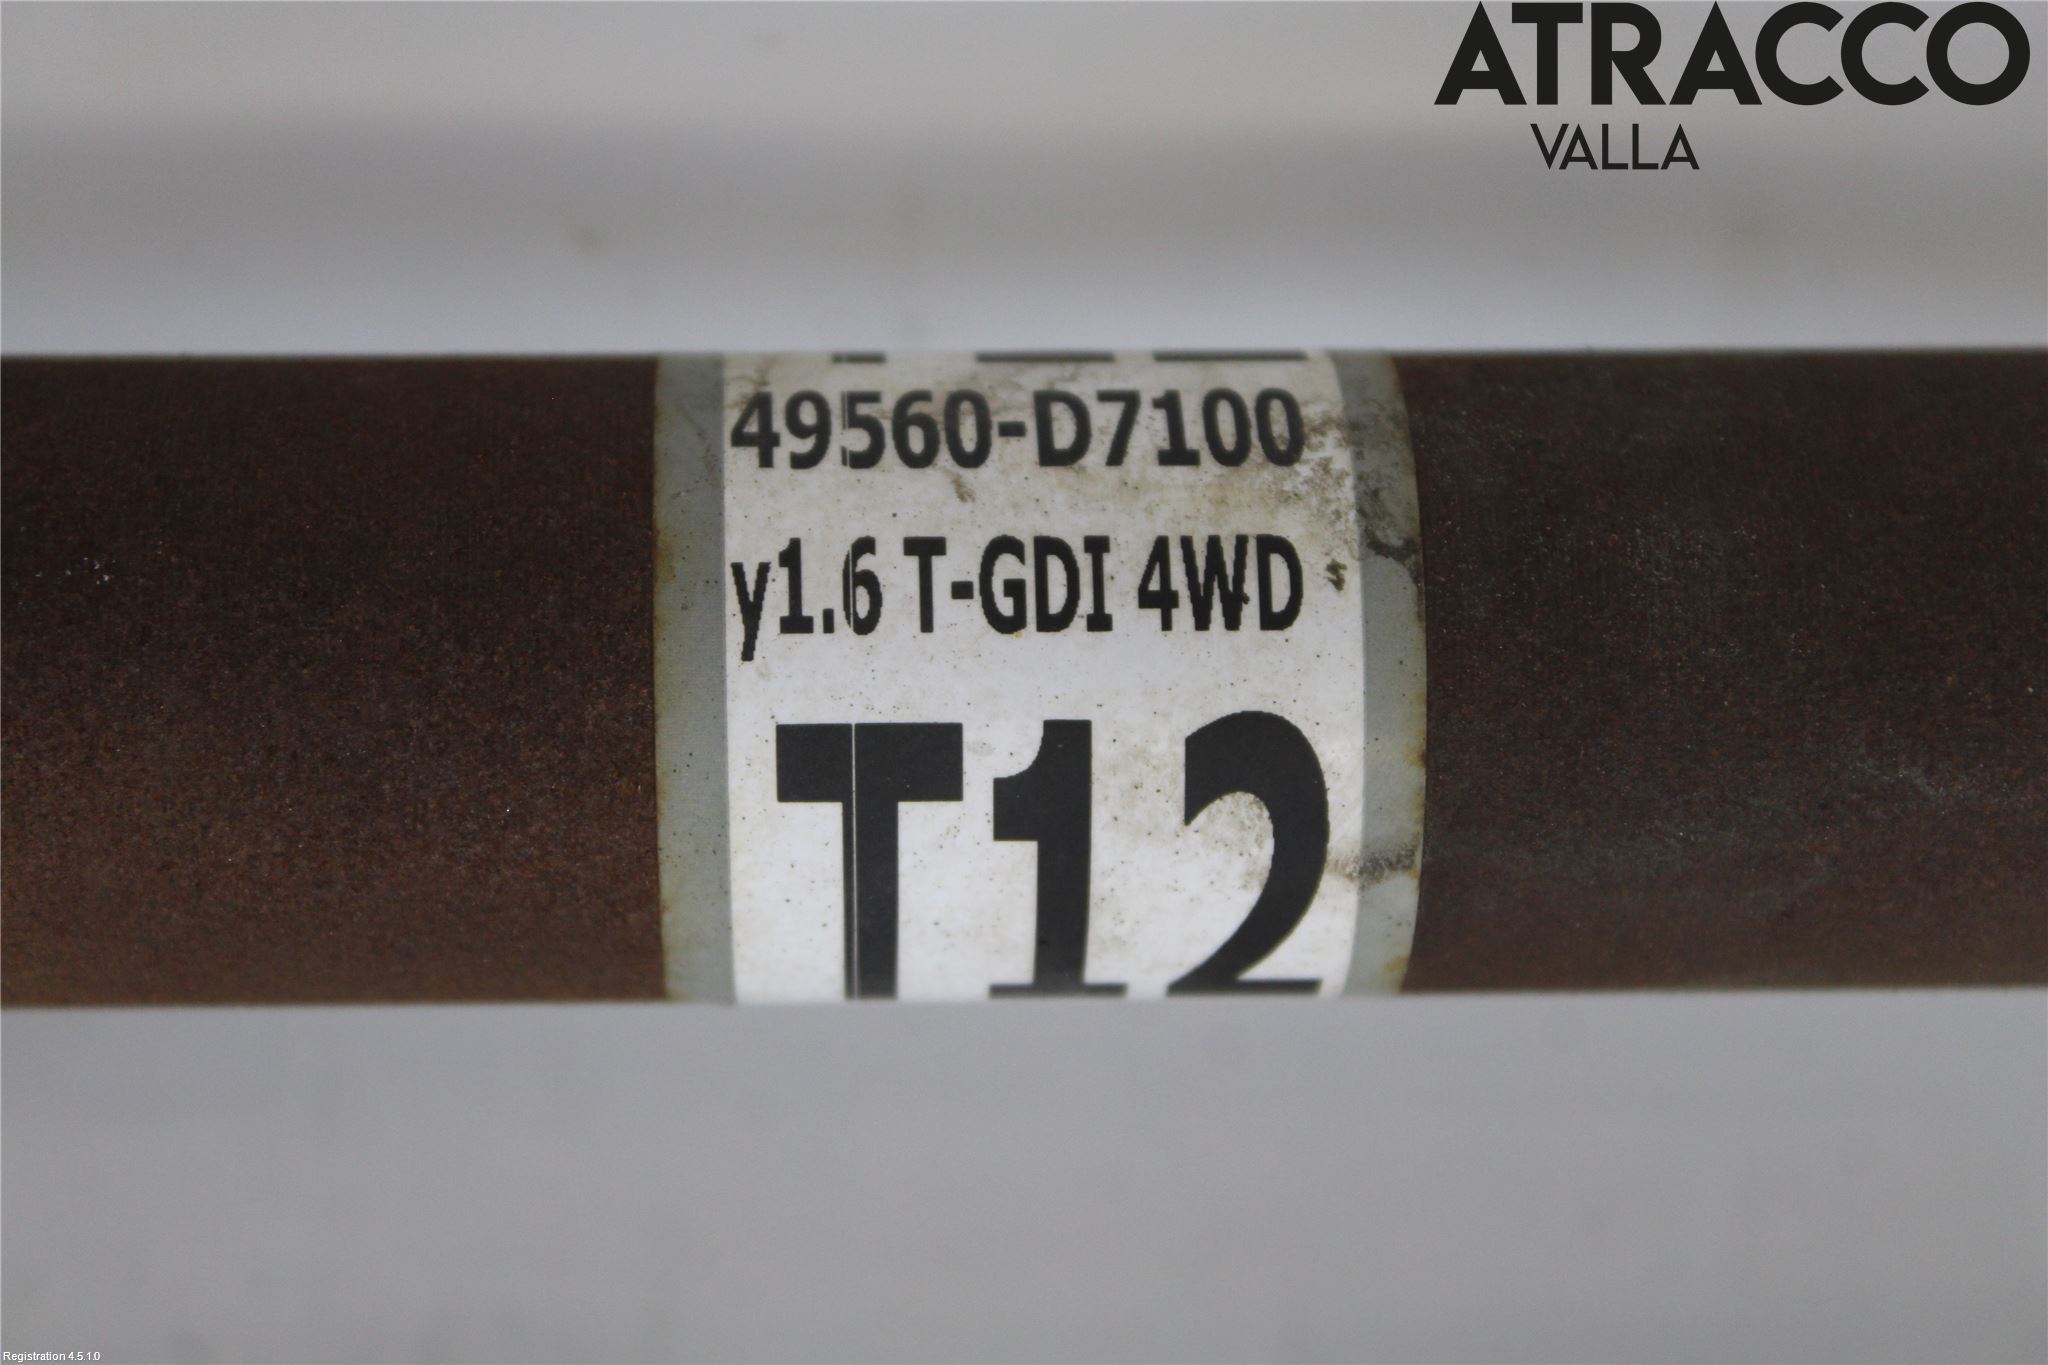 ATRACCO
VALLA
49560-D7100
y1.6 T-GDI 4WD
T12
Registration 4.5.1.0